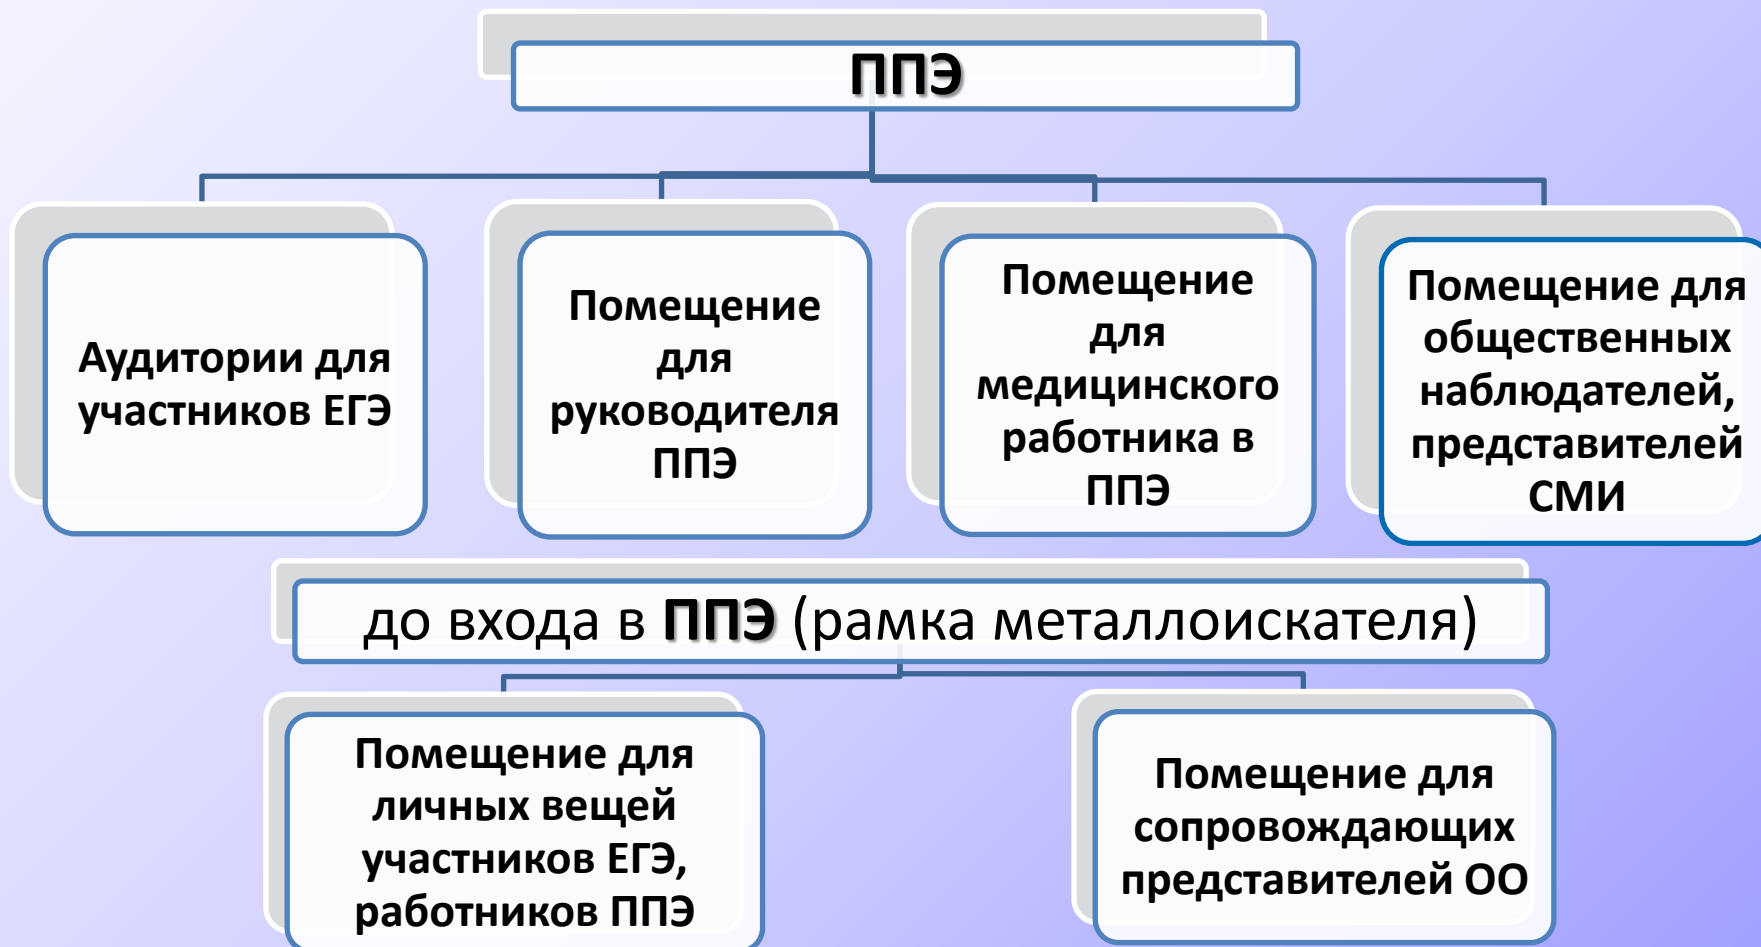 ППЭ
Аудитории для
участников ЕГЭ
Помещение
для
руководителя
ППЭ
Помещение
для
медицинского
работника в
ППЭ
Помещение для
общественных
наблюдателей,
представителей
СМИ
до входа в ППЭ (рамка металлоискателя)
Помещение для
личных вещей
участников ЕГЭ,
работников ППЭ
Помещение для
сопровождающих
представителей ОО